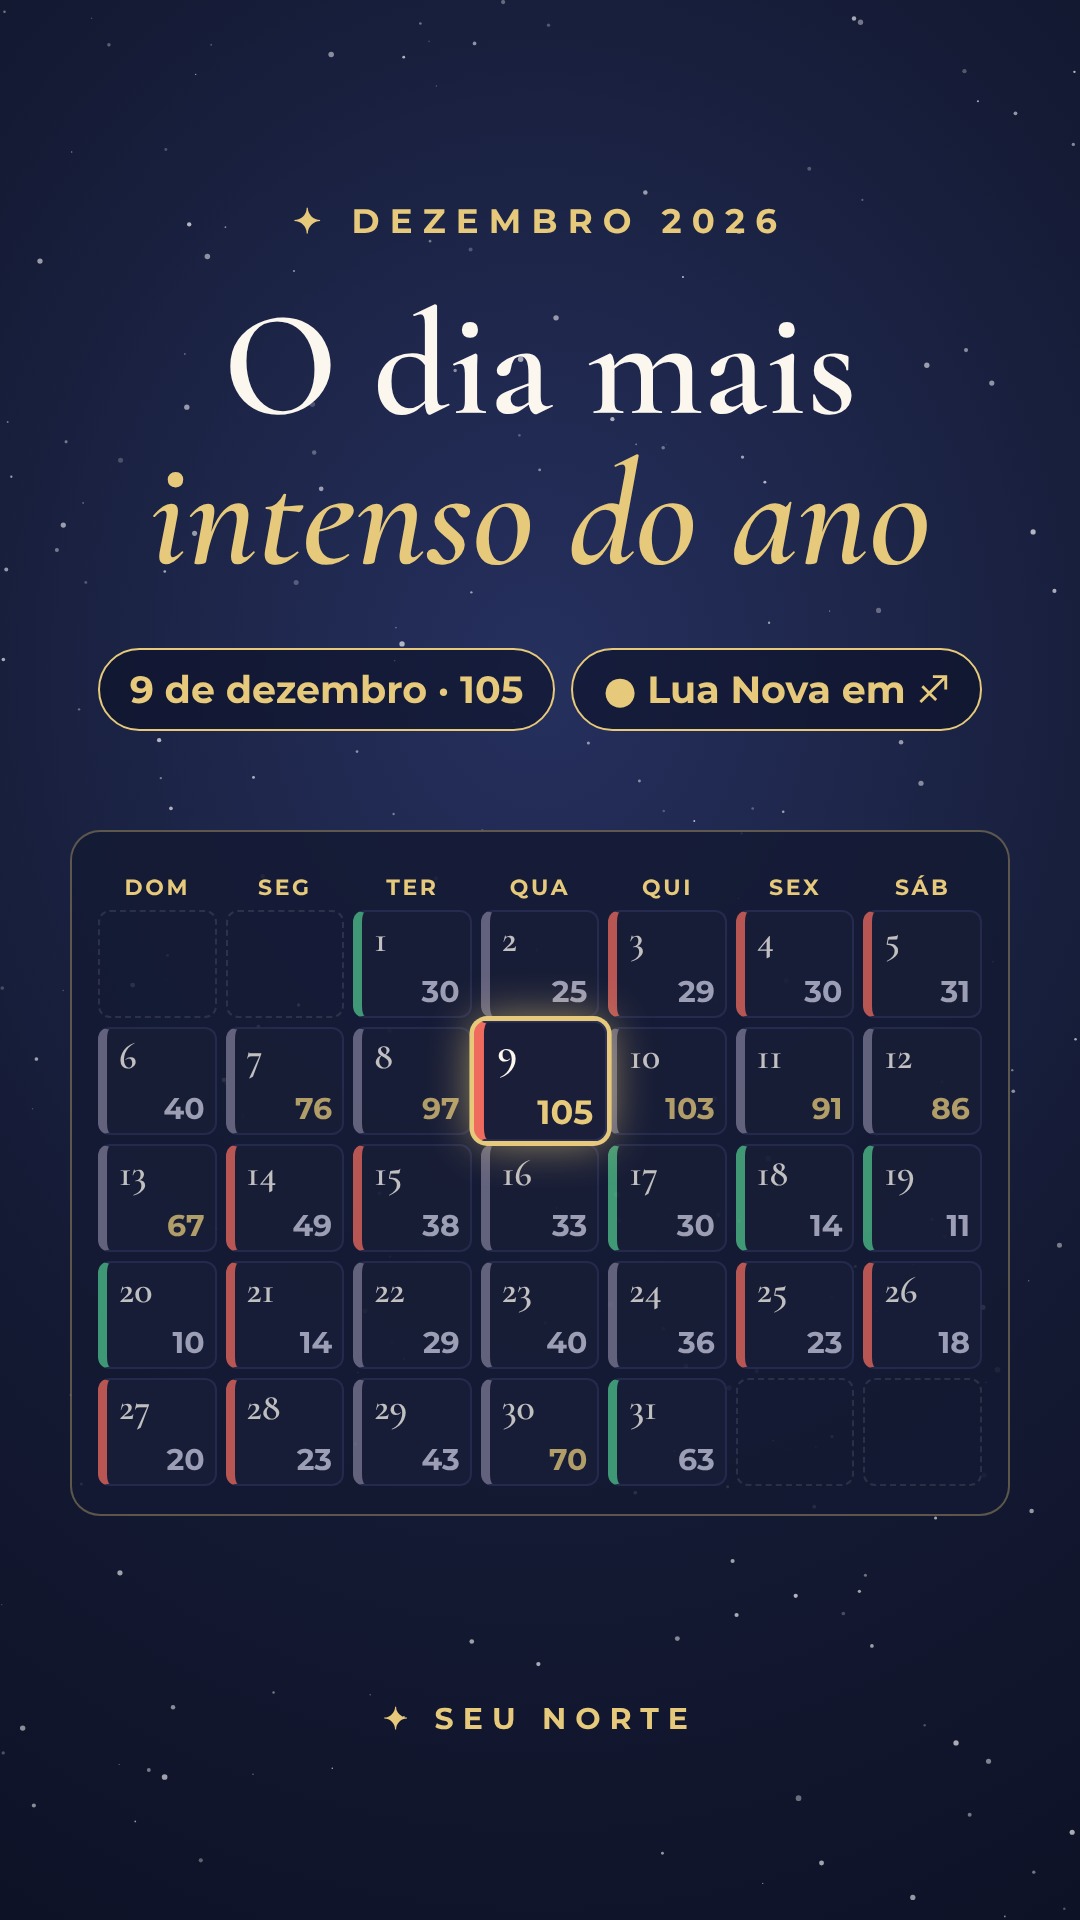 ✦ DEZEMBRO 2026
O dia mais
intenso do ano
9 de dezembro · 105
● Lua Nova em ♐
DOM SEG TER QUA QUI SEX SÁB
1 2 3 4 5
30 25 29 30 31
6 7 8 9 10 11 12
40 76 97 105 103 91 86
13 14 15 16 17 18 19
67 49 38 33 30 14 11
20 21 22 23 24 25 26
10 14 29 40 36 23 18
27 28 29 30 31
20 23 43 70 63
✦ SEU NORTE